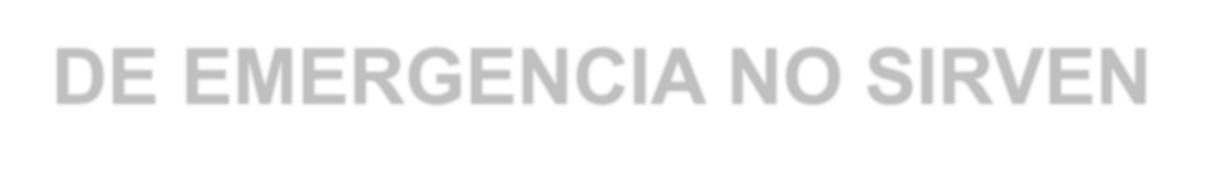 DE EMERGENCIA NO SIRVEN